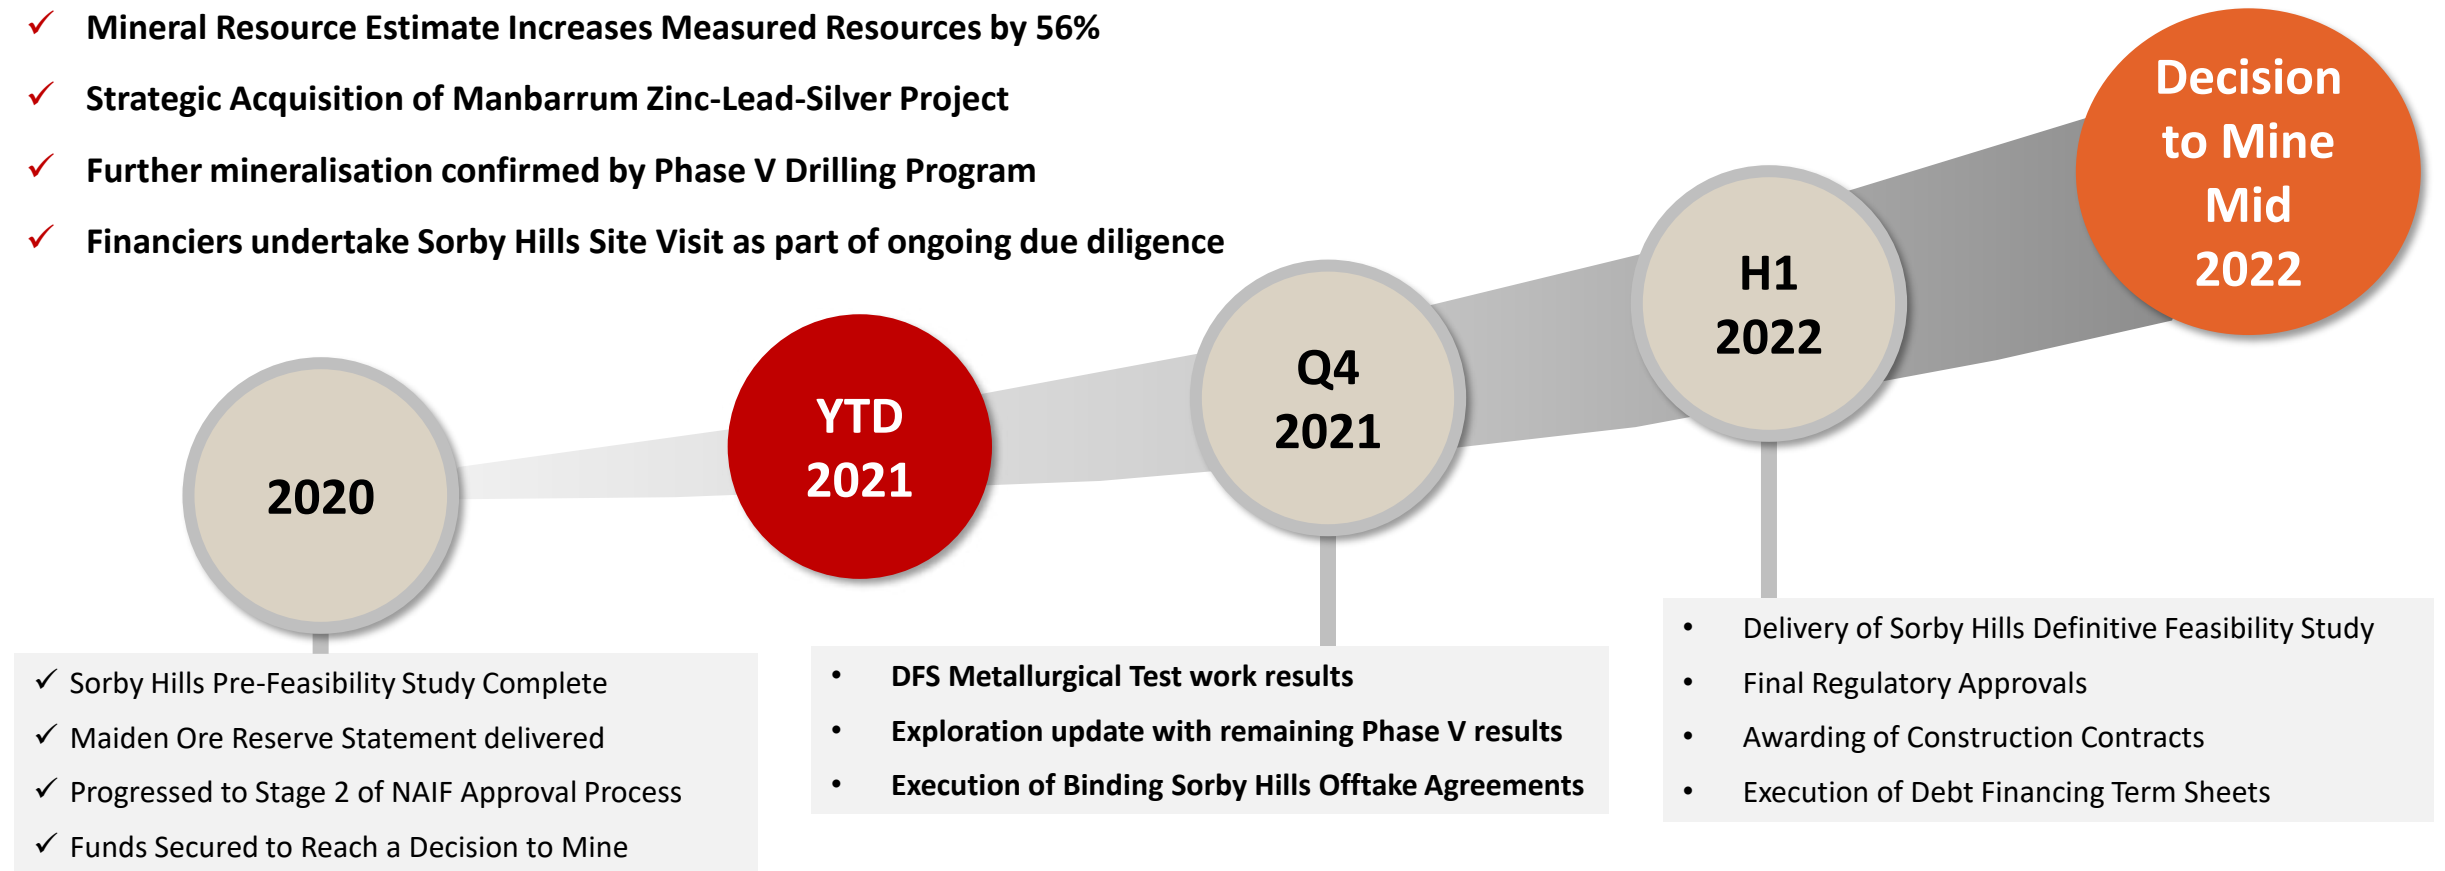 ✓ Mineral Resource Estimate Increases Measured Resources by 56%
✓ Strategic Acquisition of Manbarrum Zinc-Lead-Silver Project
✓ Further mineralisation confirmed by Phase V Drilling Program
✓ Financiers undertake Sorby Hills Site Visit as part of ongoing due diligence
2020
✓ Sorby Hills Pre-Feasibility Study Complete
✓ Maiden Ore Reserve Statement delivered
✓ Progressed to Stage 2 of NAIF Approval Process
✓ Funds Secured to Reach a Decision to Mine
YTD
2021
Q4
2021
• DFS Metallurgical Test work results
• Exploration update with remaining Phase V results
• Execution of Binding Sorby Hills Offtake Agreements
H1
2022
• Delivery of Sorby Hills Definitive Feasibility Study
• Final Regulatory Approvals
• Awarding of Construction Contracts
• Execution of Debt Financing Term Sheets
Decision
to Mine
Mid
2022